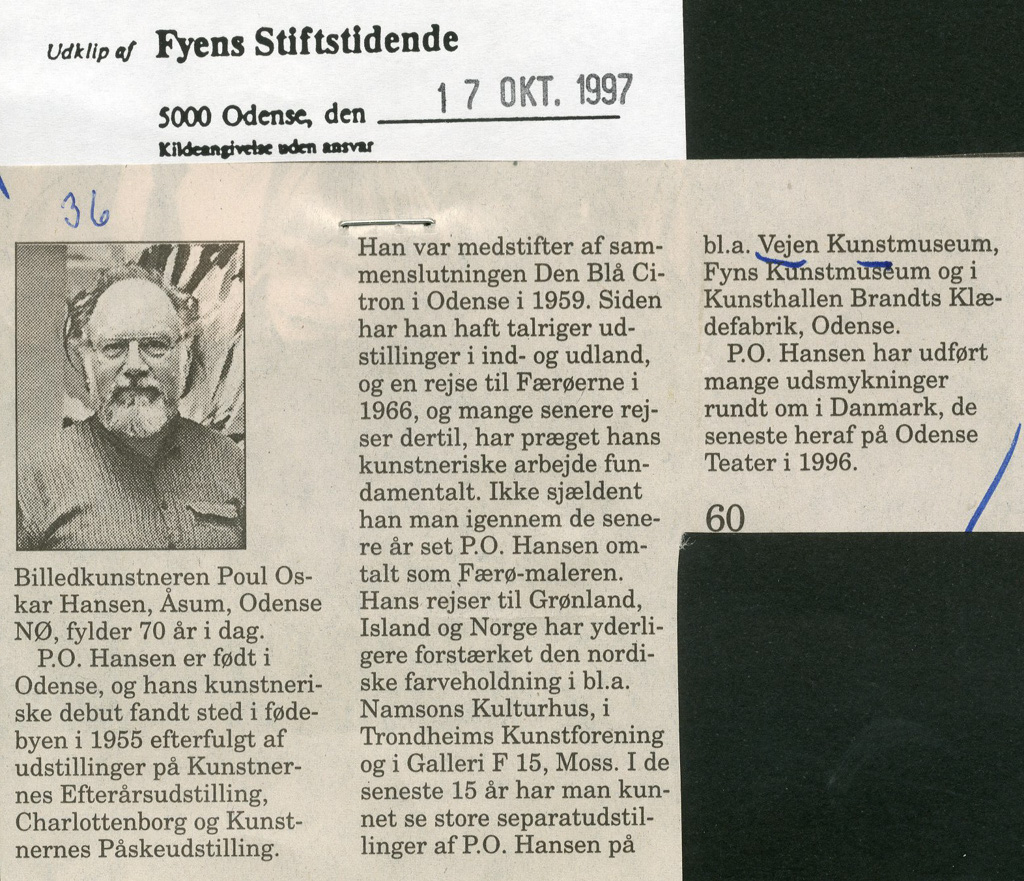 Udklip af Fyens Stiftstidende
5000 Odense, den 17 OKT. 1997
Kildeangivelse uden ansvar
36
Billedkunstneren Poul Os-
kar Hansen, Åsum, Odense
NØ, fylder 70 år i dag.
P.O. Hansen er født i
Odense, og hans kunstneri-
ske debut fandt sted i føde-
byen i 1955 efterfulgt af
udstillinger på Kunstner-
nes Efterårsudstilling,
Charlottenborg og Kunst-
nernes Påskeudstilling.
Han var medstifter af sam-
menslutningen Den Blå Ci-
tron i Odense i 1959. Siden
har han haft talriger ud-
stillinger i ind- og udland,
og en rejse til Færøerne i
1966, og mange senere rej-
ser dertil, har præget hans
kunstneriske arbejde fun-
damentalt. Ikke sjældent
han man igennem de sene-
re år set P.O. Hansen om-
talt som Færø-maleren.
Hans rejser til Grønland,
Island og Norge har yderli-
gere forstærket den nordi-
ske farveholdning i bl.a.
Namsons Kulturhus, i
Trondheims Kunstforening
og i Galleri F 15, Moss. I de
seneste 15 år har man kun-
net se store separatudstil-
linger af P.O. Hansen på
bl.a. Vejen Kunstmuseum,
Fyns Kunstmuseum og i
Kunsthallen Brandts Klæ-
defabrik, Odense.
P.O. Hansen har udført
mange udsmykninger
rundt om i Danmark, de
seneste heraf på Odense
Teater i 1996.
60